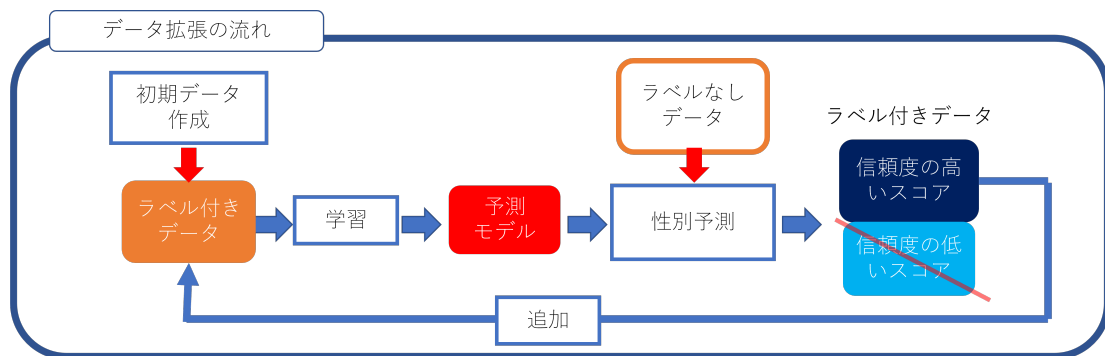 データ拡張の流れ
初期データ
作成
ラベルなし
データ
ラベル付きデータ
信頼度の高
いスコア
ラベル付き
データ
学習
予測
モデル
性別予測
信頼度の低
いスコア
追加